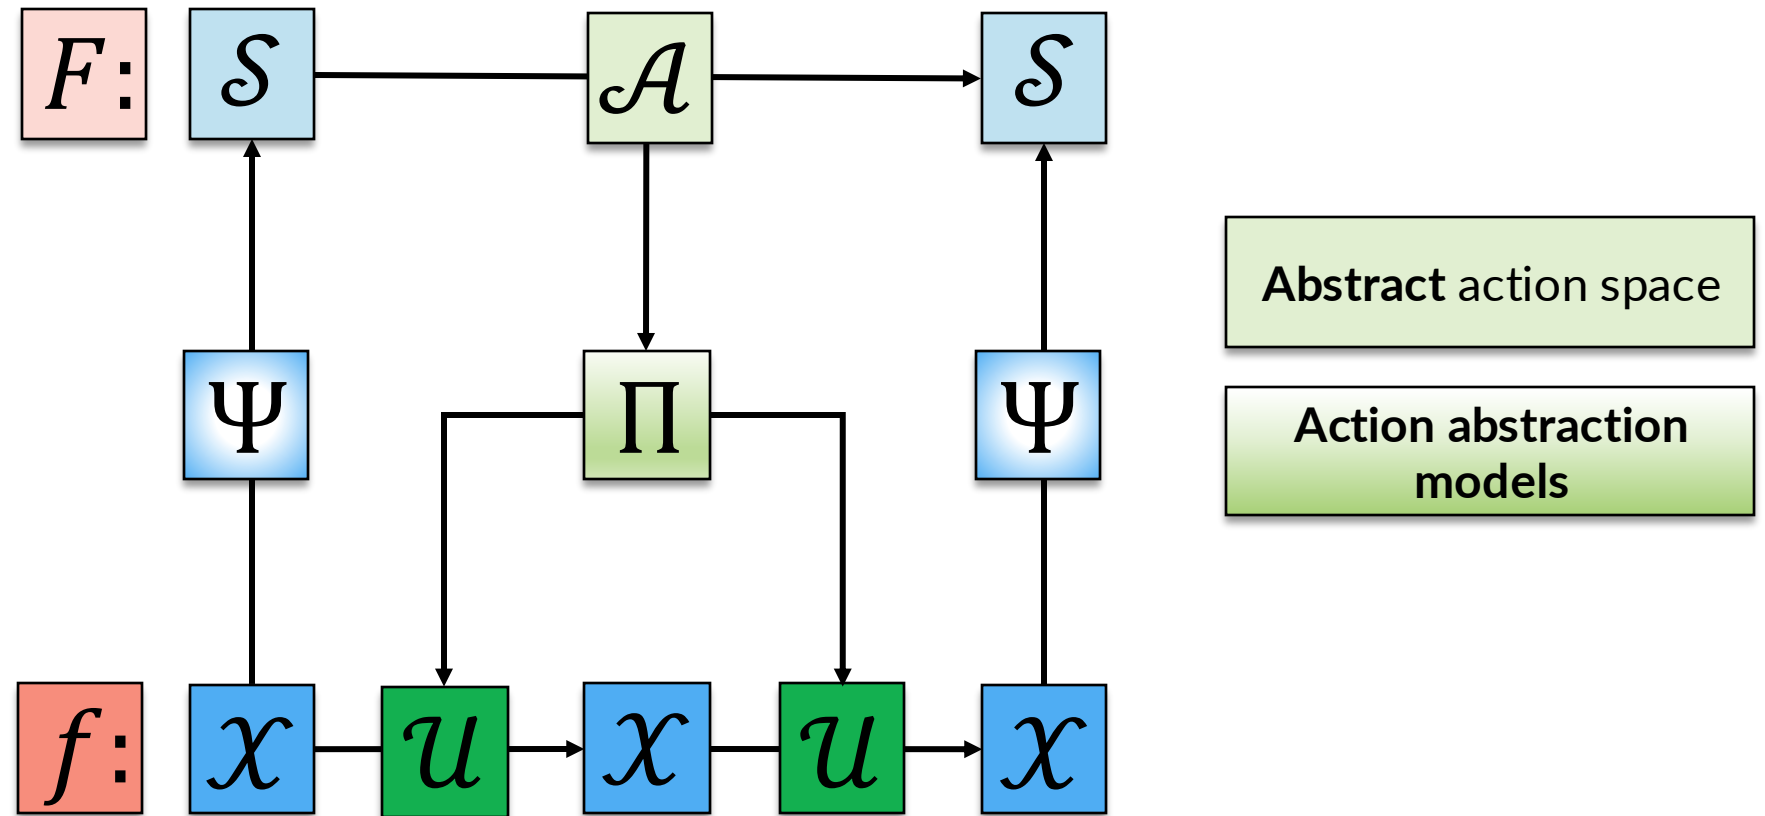 F: 𝒮 𝒜 𝒮
Abstract action space
Ψ Π Ψ
Action abstraction
models
f: 𝒳 𝒰 𝒳 𝒰 𝒳